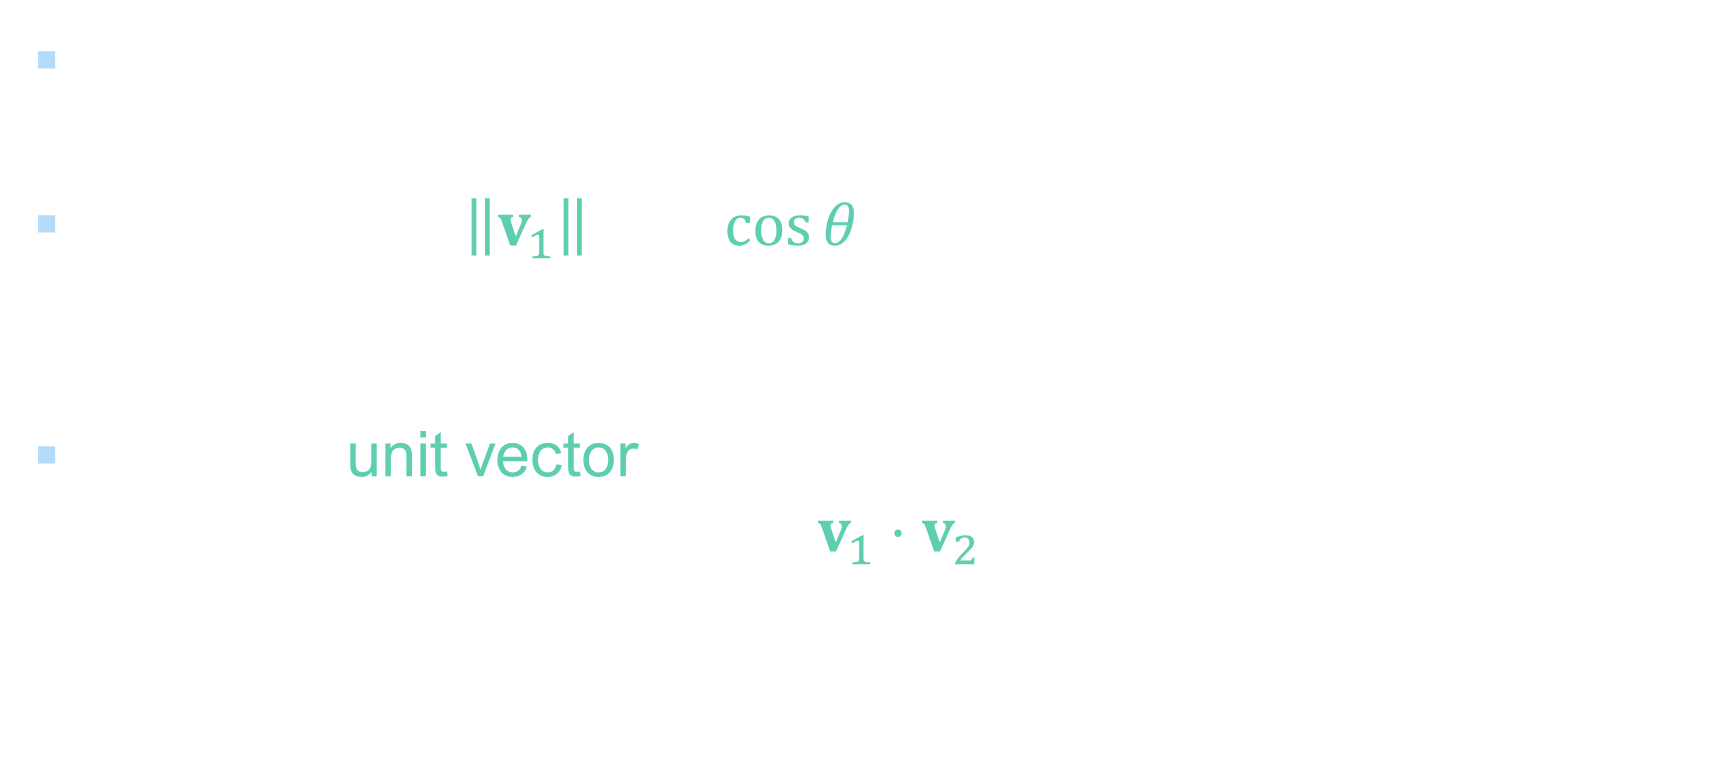 ▪
▪ ‖𝐯₁‖ cos 𝜃
▪ unit vector
𝐯₁ · 𝐯₂